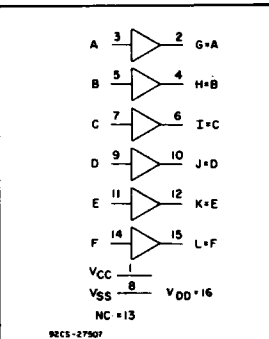 A 3 2 G=A
B 5 4 H=B
C 7 6 I=C
D 9 10 J=D
E 11 12 K=E
F 14 15 L=F
VCC 1
VSS 8 VDD=16
NC=13
92CS-27507